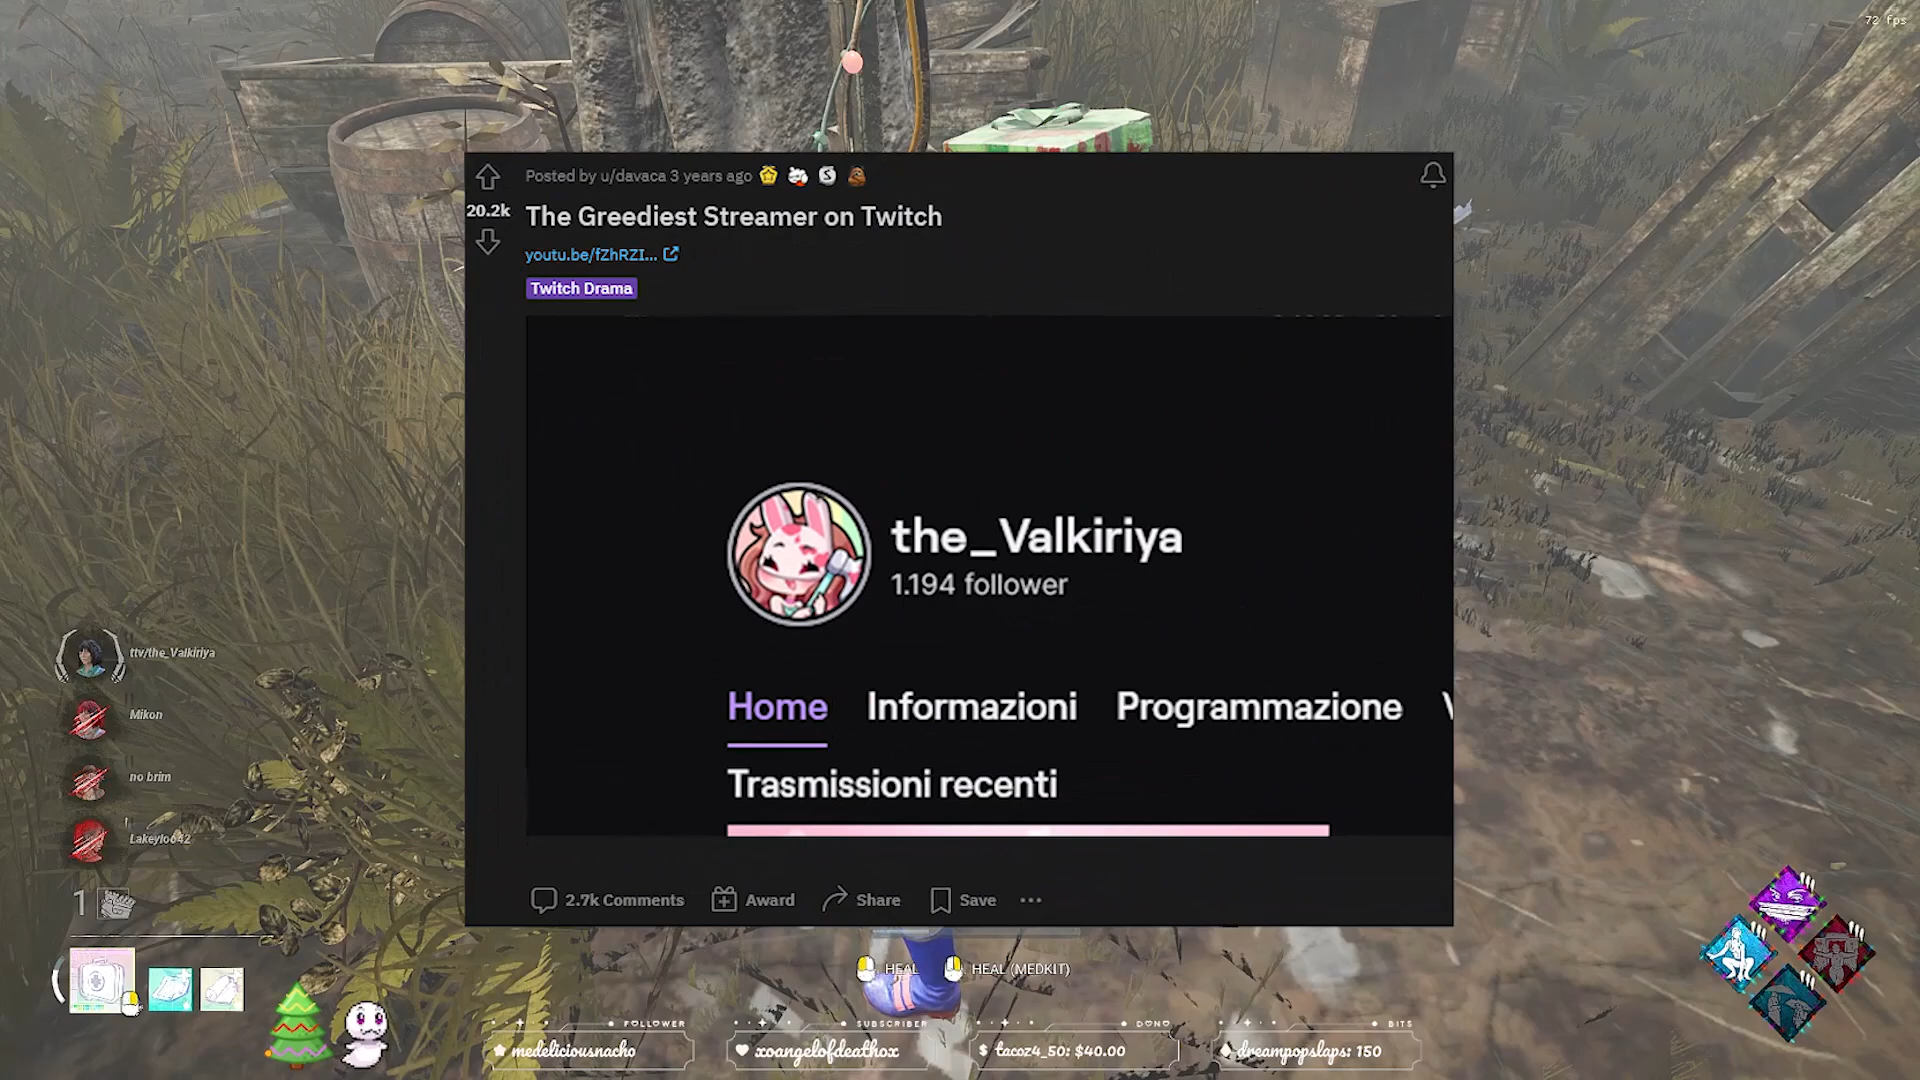 72 fps
Posted by u/davaca 3 years ago
20.2k
The Greediest Streamer on Twitch
youtu.be/fZhRZI...
Twitch Drama
the_Valkiriya
1.194 follower
Home Informazioni Programmazione
Trasmissioni recenti
2.7k Comments Award Share Save
ttv/the_Valkiriya
Mikon
no brim
Lakeyloo42
1
HEAL HEAL (MEDKIT)
FOLLOWER SUBSCRIBER DONO BITS
medeliciousnacho xoangelofdeathox $ tacoz4_50: $40.00 dreampopslaps: 150